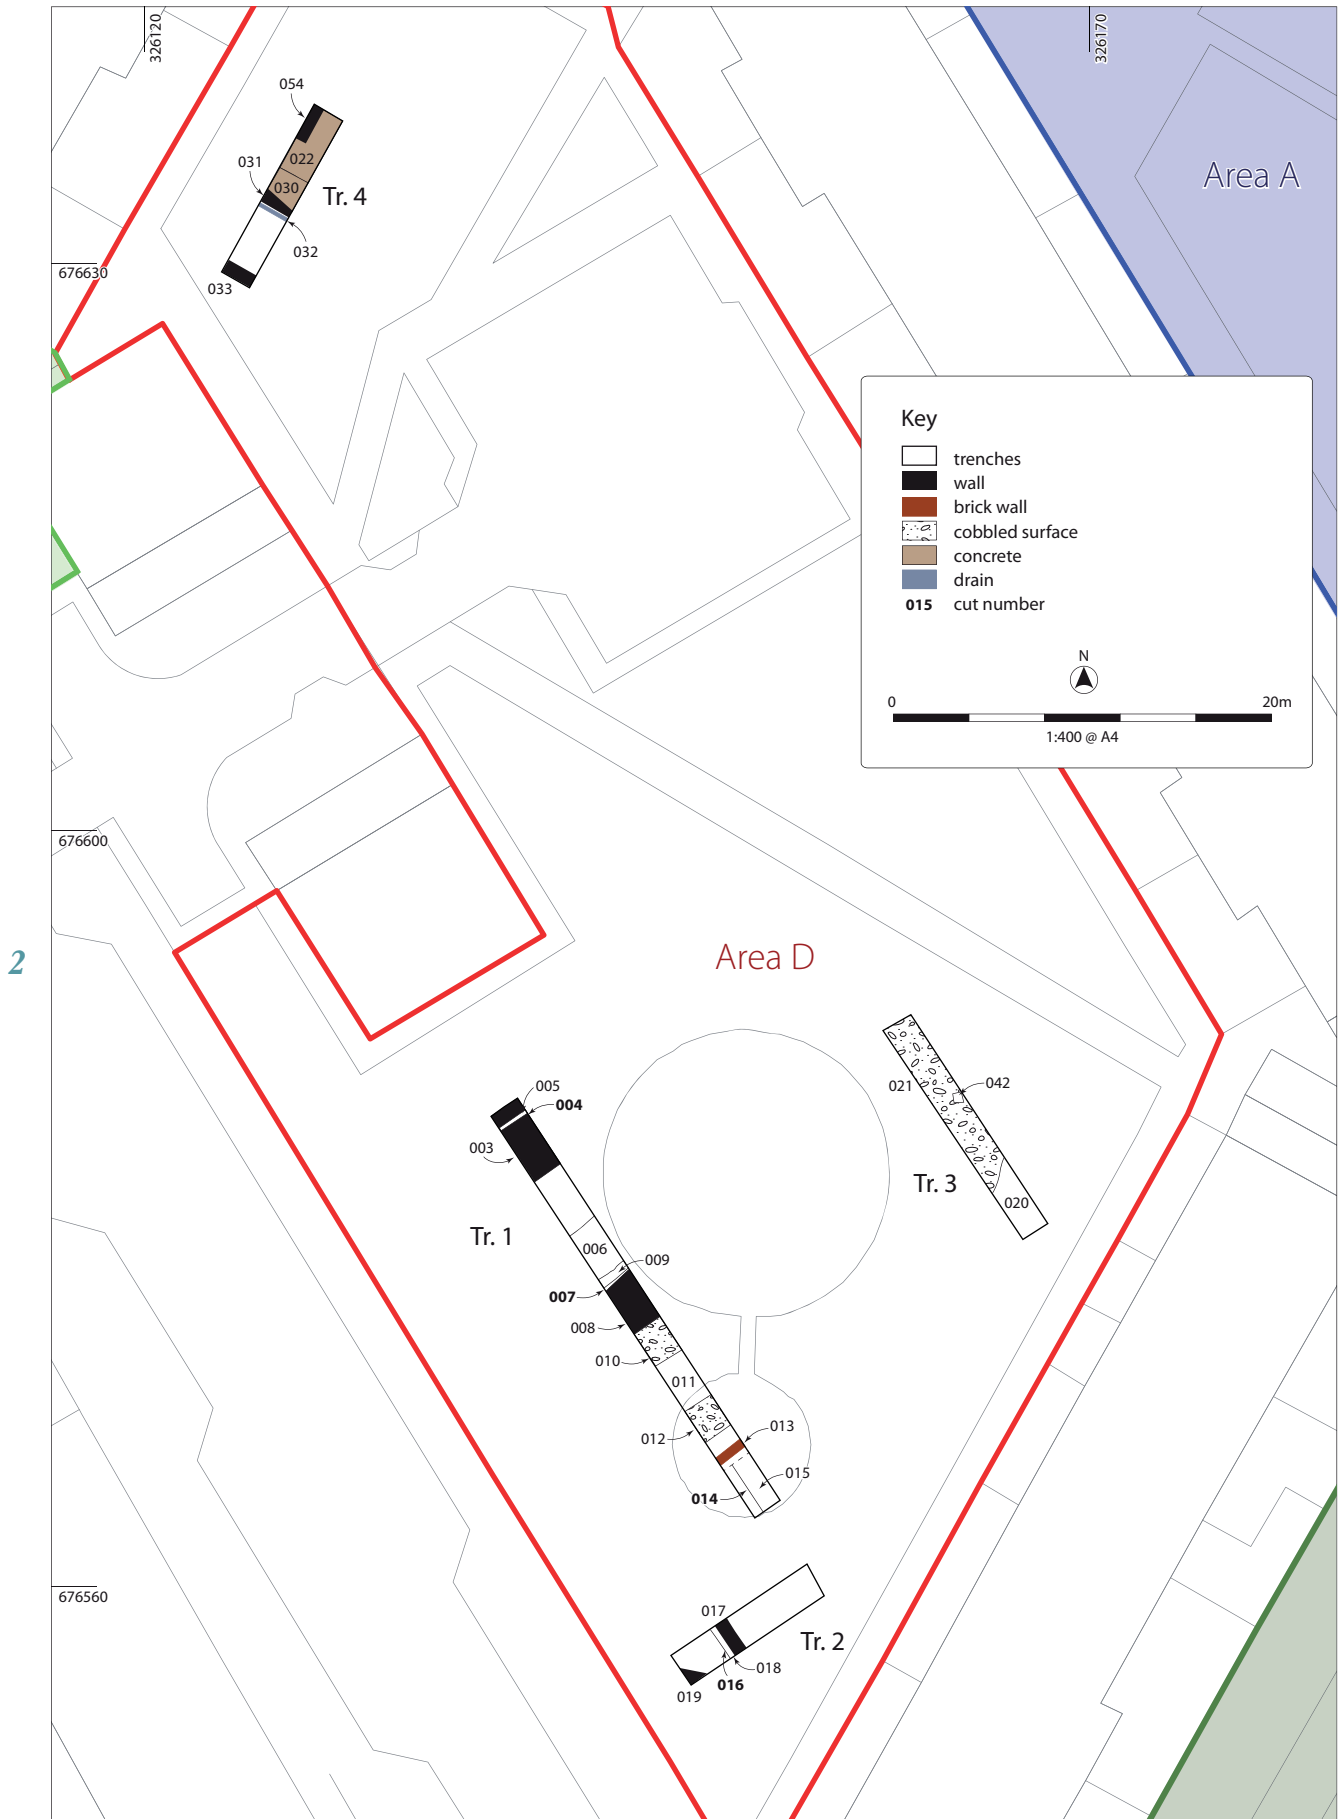 326120
326170
054
Area A
031
022
030
Tr. 4
032
676630
033
Key
trenches
wall
brick wall
cobbled surface
concrete
drain
015 cut number
N
0 20m
1:400 @ A4
676600
2
Area D
005
004
042
021
003
Tr. 3
020
Tr. 1
006
009
007
008
010
011
013
012
015
014
676560
017
Tr. 2
018
016
019